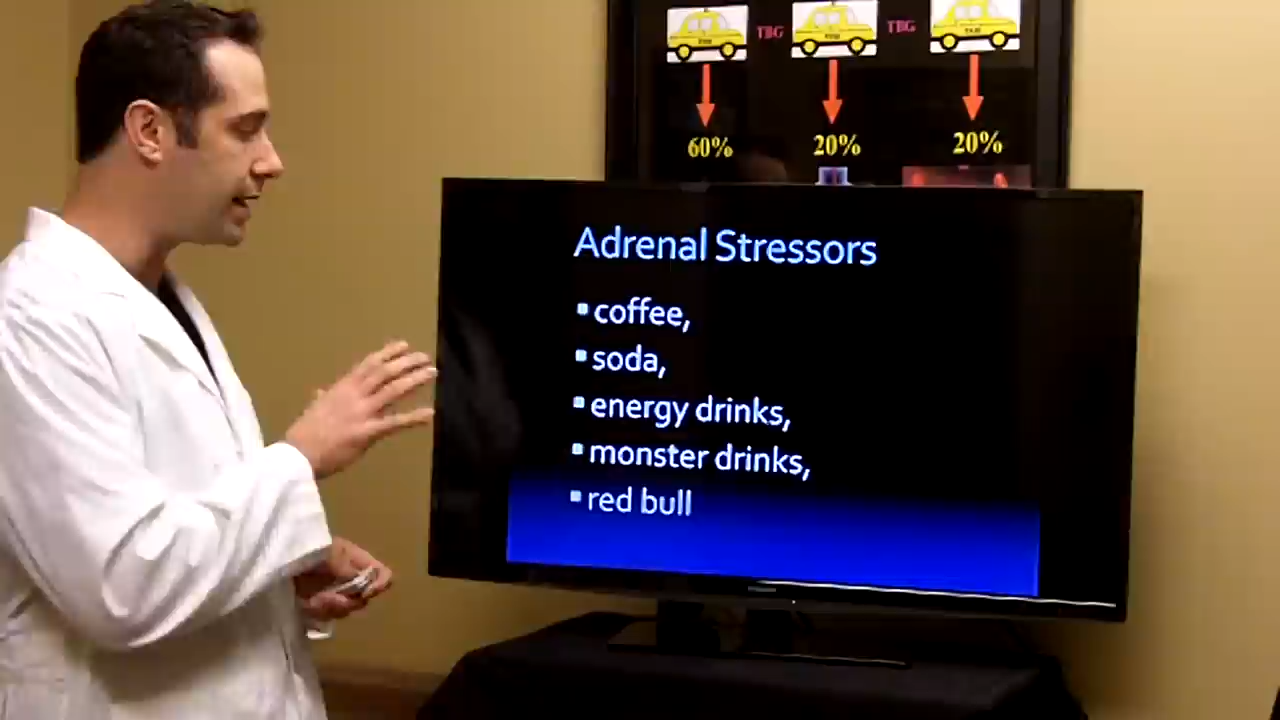 TBG TBG
60% 20% 20%
Adrenal Stressors
▪ coffee,
▪ soda,
▪ energy drinks,
▪ monster drinks,
▪ red bull